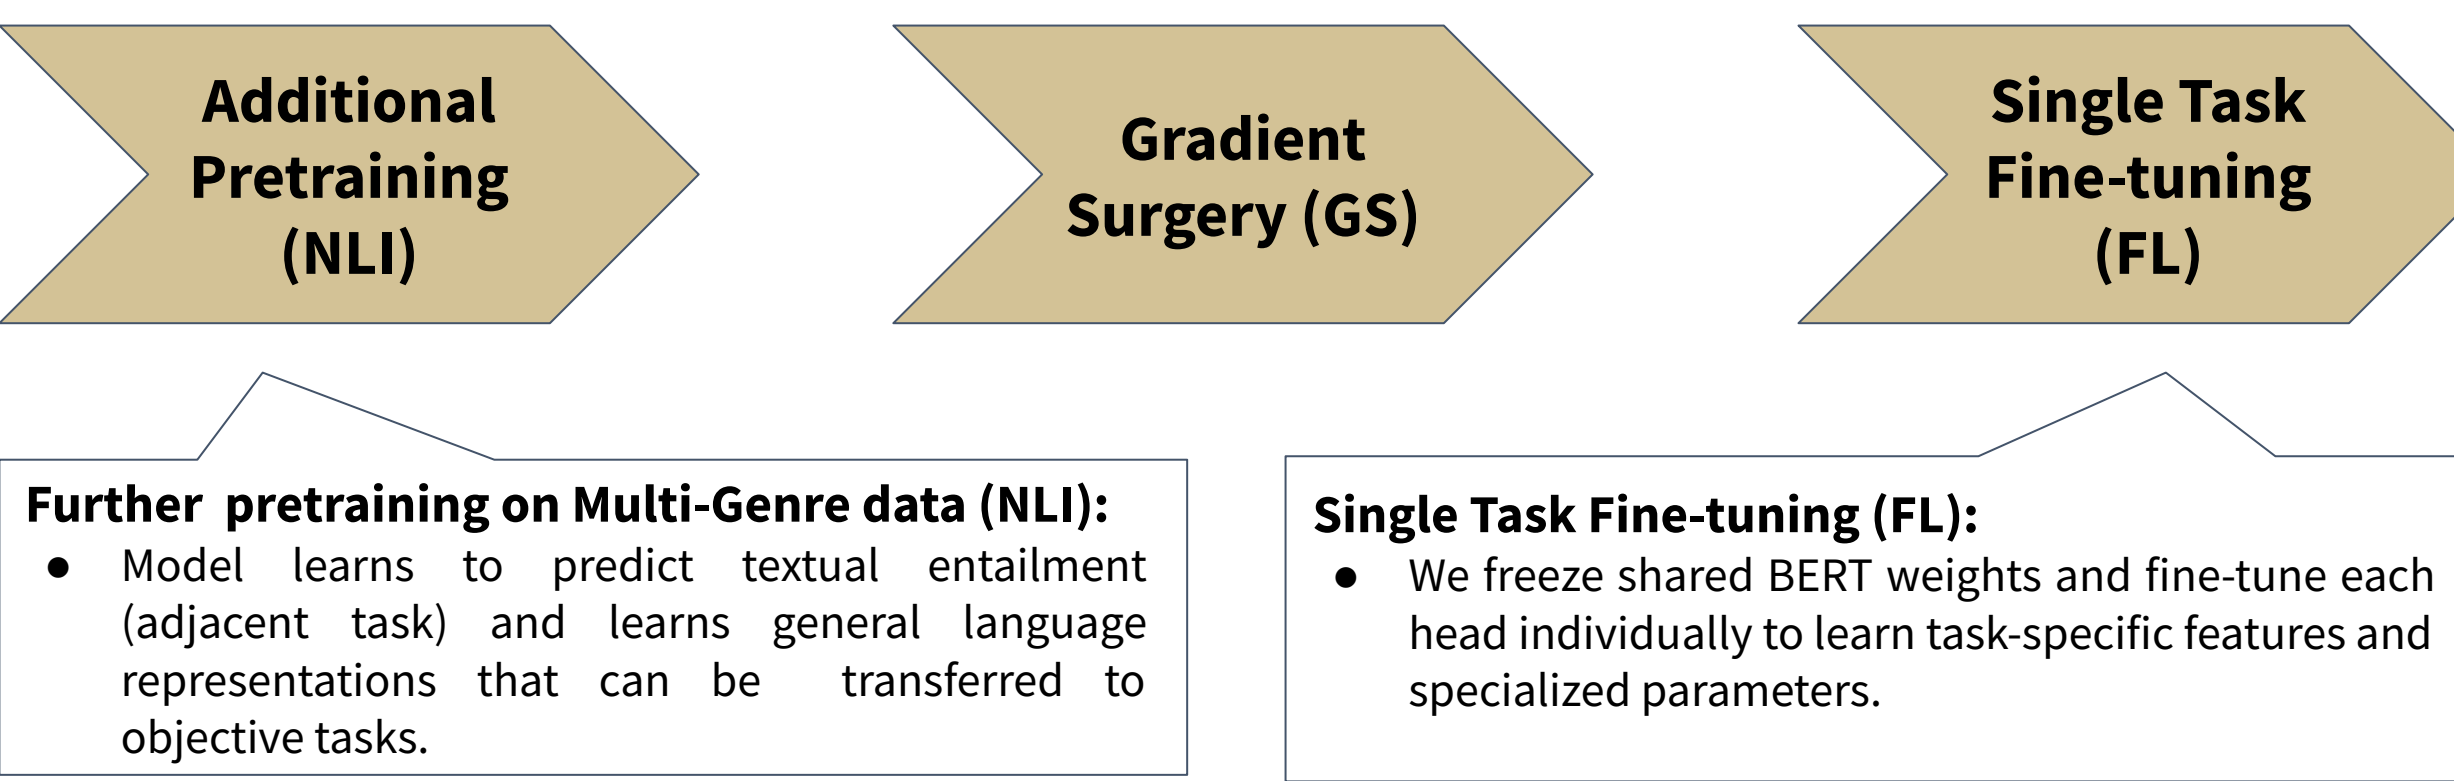 Additional
Pretraining
(NLI)
Gradient
Surgery (GS)
Single Task
Fine-tuning
(FL)
Further pretraining on Multi-Genre data (NLI):
● Model learns to predict textual entailment
(adjacent task) and learns general language
representations that can be transferred to
objective tasks.
Single Task Fine-tuning (FL):
● We freeze shared BERT weights and fine-tune each
head individually to learn task-specific features and
specialized parameters.